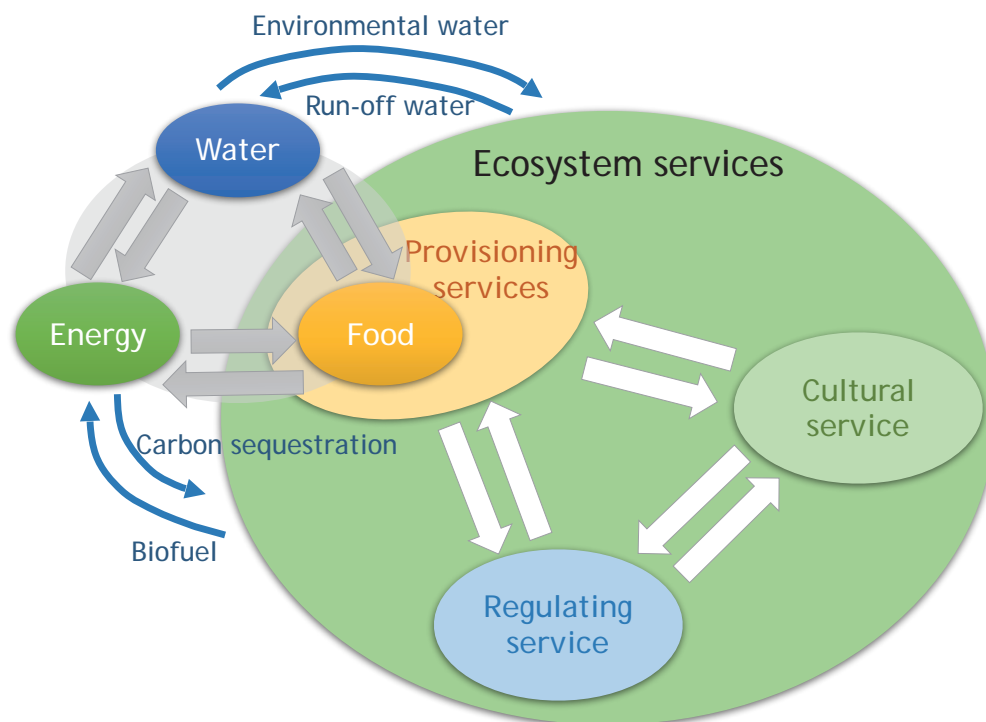 Environmental water
Run-off water
Water
Ecosystem services
Provisioning
services
Energy
Food
Cultural
service
Carbon sequestration
Biofuel
Regulating
service